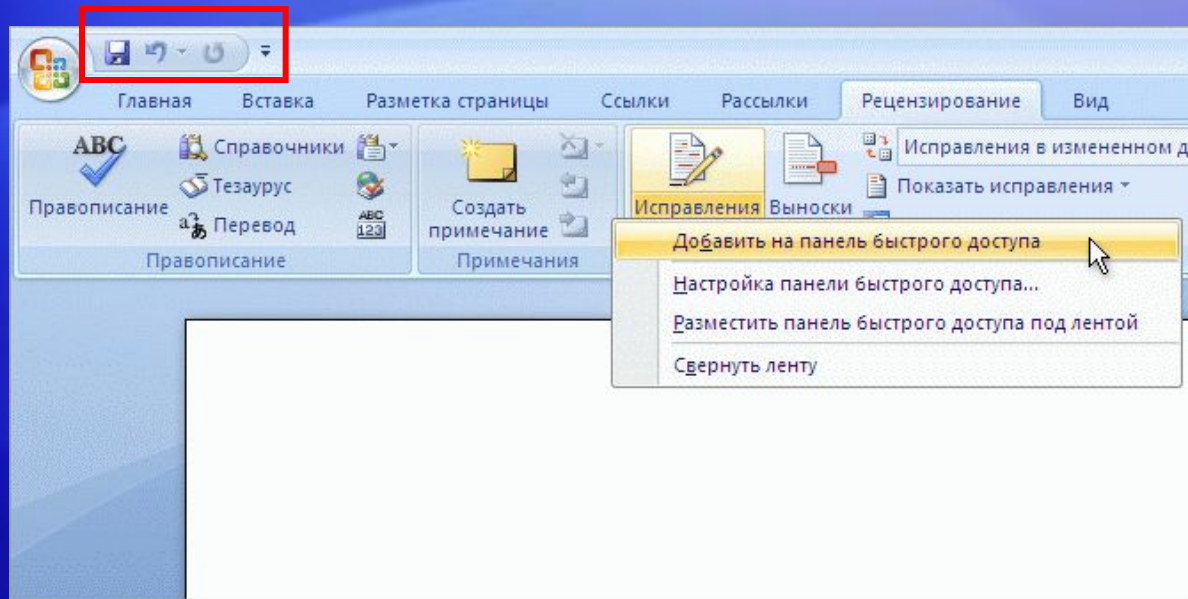 Главная Вставка Разметка страницы Ссылки Рассылки Рецензирование Вид
ABC
Правописание
Справочники
Тезаурус
Перевод
ABC
123
Правописание
Создать
примечание
Примечания
Исправления
Выноски
Исправления в измененном д
Показать исправления
Добавить на панель быстрого доступа
Настройка панели быстрого доступа...
Разместить панель быстрого доступа под лентой
Свернуть ленту